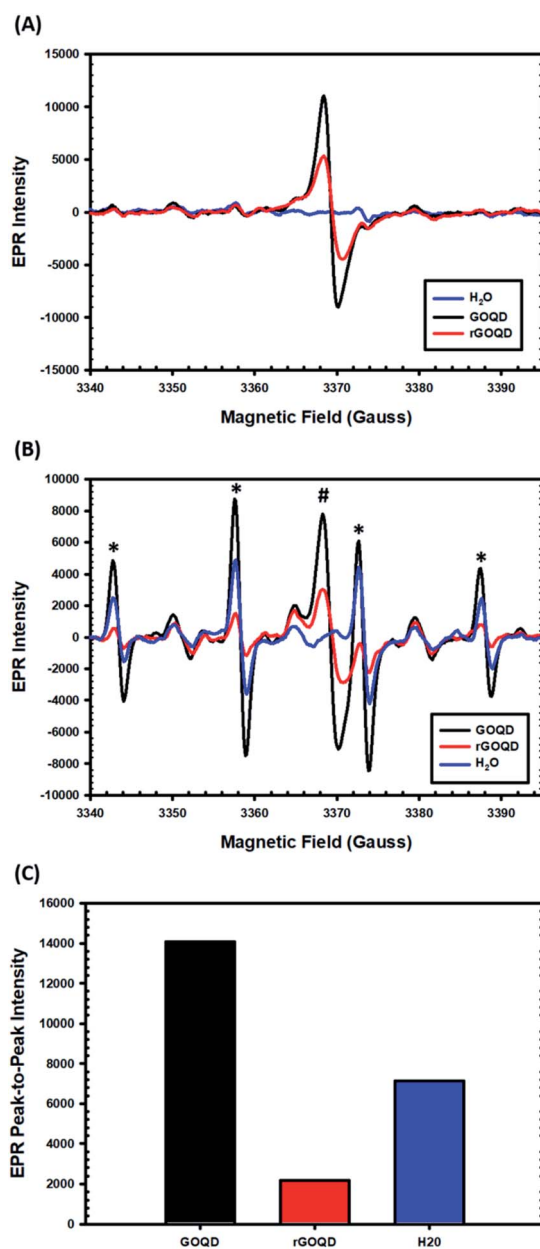 (A)
15000
10000
5000
0
-5000
-10000
-15000
EPR Intensity
H2O
GOQD
rGOQD
3340 3350 3360 3370 3380 3390
Magnetic Field (Gauss)
(B)
10000
8000
6000
4000
2000
0
-2000
-4000
-6000
-8000
-10000
EPR Intensity
* * # * *
GOQD
rGOQD
H2O
3340 3350 3360 3370 3380 3390
Magnetic Field (Gauss)
(C)
16000
14000
12000
10000
8000
6000
4000
2000
0
EPR Peak-to-Peak Intensity
GOQD rGOQD H20